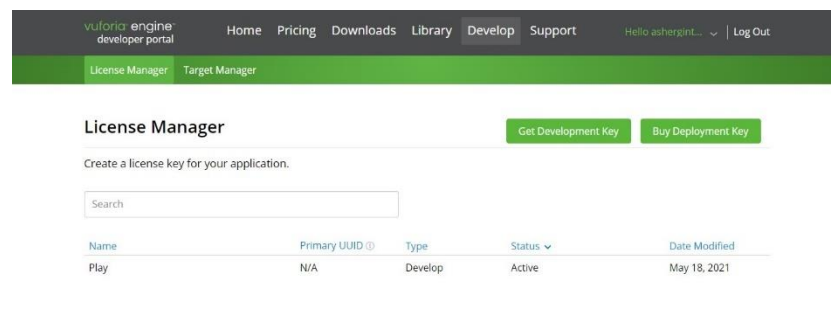 vuforia engine Home Pricing Downloads Library Develop Support Hello ashergint... | Log Out
developer portal
License Manager Target Manager
License Manager Get Development Key Buy Deployment Key
Create a license key for your application.
Search
Name Primary UUID Type Status Date Modified
Play N/A Develop Active May 18, 2021